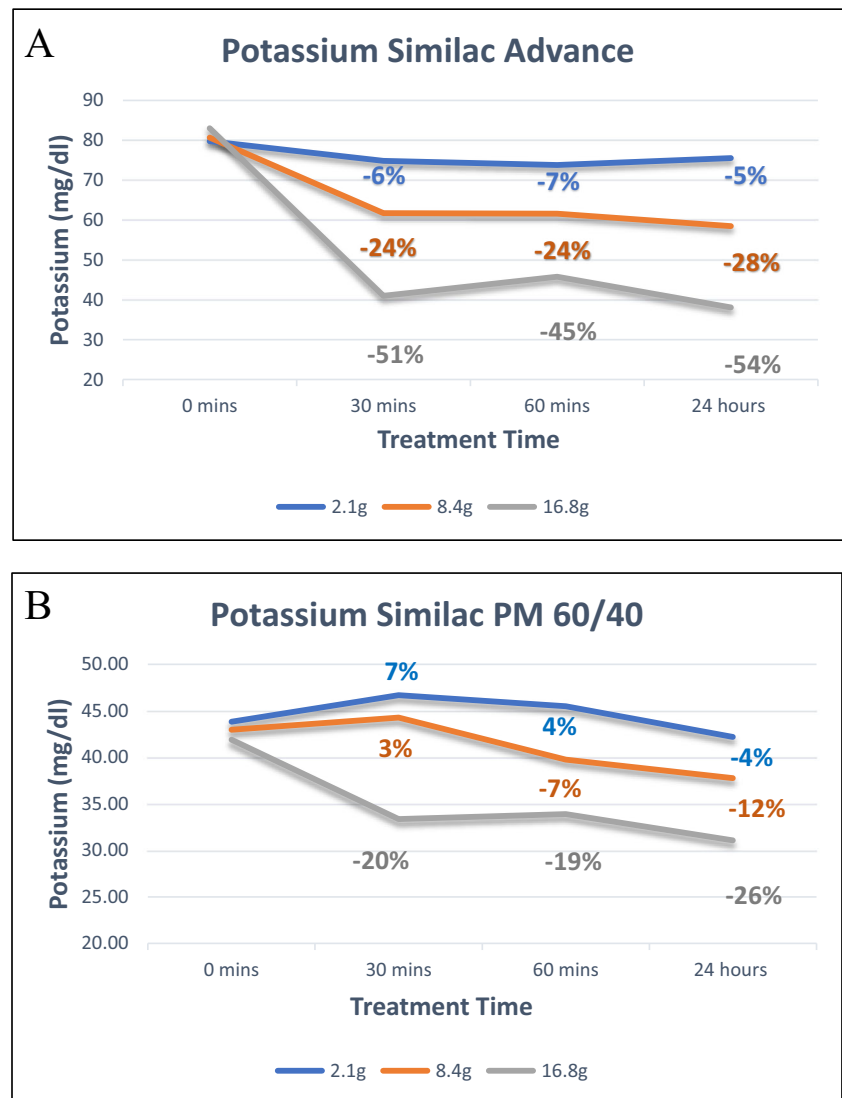 A
Potassium Similac Advance
Potassium (mg/dl)
90
80
70
60
50
40
30
20
-6%
-7%
-5%
-24%
-24%
-28%
-51%
-45%
-54%
0 mins
30 mins
60 mins
24 hours
Treatment Time
2.1g
8.4g
16.8g
B
Potassium Similac PM 60/40
Potassium (mg/dl)
50.00
45.00
40.00
35.00
30.00
25.00
20.00
7%
4%
-4%
3%
-7%
-12%
-20%
-19%
-26%
0 mins
30 mins
60 mins
24 hours
Treatment Time
2.1g
8.4g
16.8g